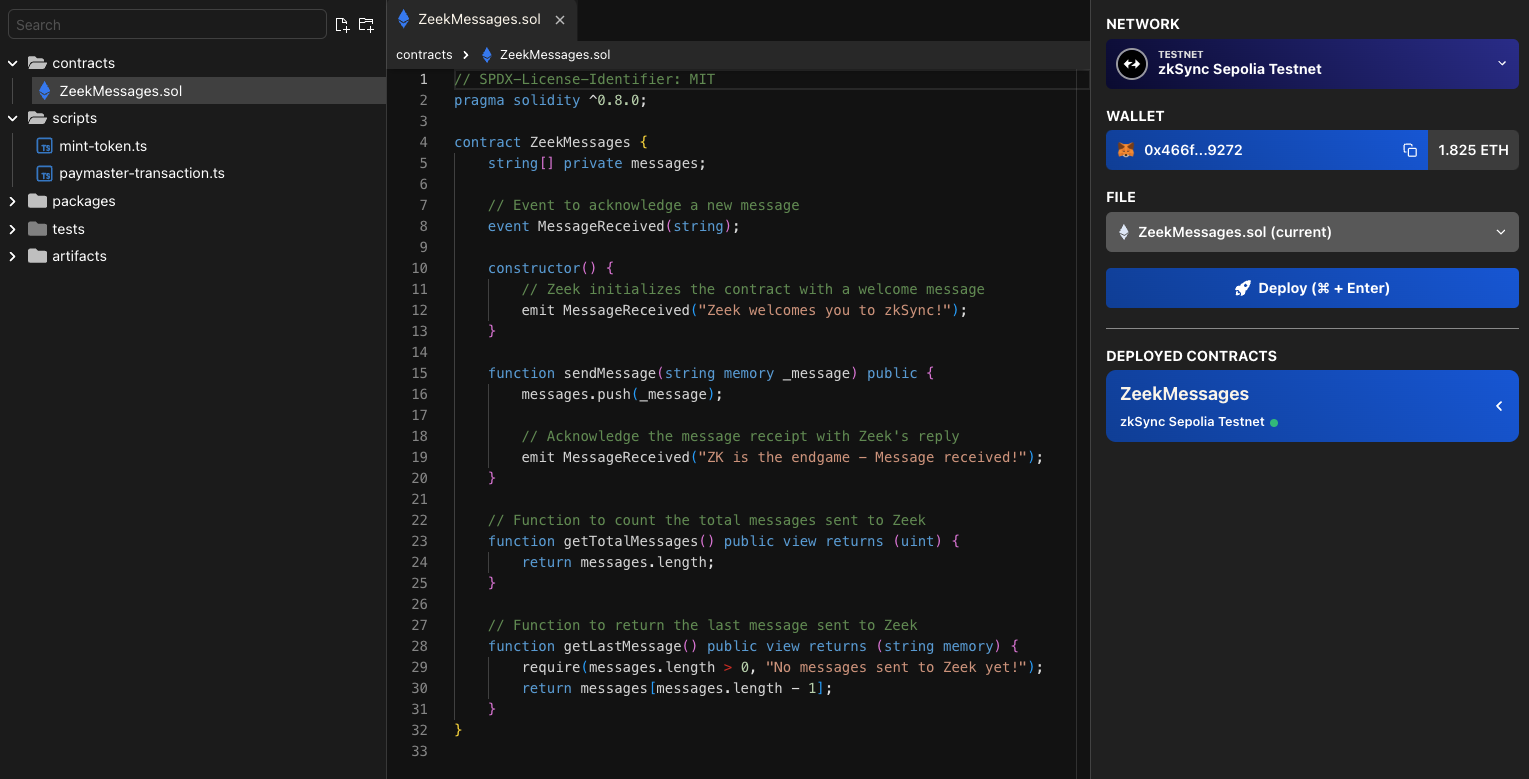 Search
contracts
ZeekMessages.sol
scripts
TS mint-token.ts
TS paymaster-transaction.ts
packages
tests
artifacts
ZeekMessages.sol
contracts > ZeekMessages.sol
1 // SPDX-License-Identifier: MIT
2 pragma solidity ^0.8.0;
3
4 contract ZeekMessages {
5 string[] private messages;
6
7 // Event to acknowledge a new message
8 event MessageReceived(string);
9
10 constructor() {
11 // Zeek initializes the contract with a welcome message
12 emit MessageReceived("Zeek welcomes you to zkSync!");
13 }
14
15 function sendMessage(string memory _message) public {
16 messages.push(_message);
17
18 // Acknowledge the message receipt with Zeek's reply
19 emit MessageReceived("ZK is the endgame - Message received!");
20 }
21
22 // Function to count the total messages sent to Zeek
23 function getTotalMessages() public view returns (uint) {
24 return messages.length;
25 }
26
27 // Function to return the last message sent to Zeek
28 function getLastMessage() public view returns (string memory) {
29 require(messages.length > 0, "No messages sent to Zeek yet!");
30 return messages[messages.length - 1];
31 }
32 }
33
NETWORK
TESTNET
zkSync Sepolia Testnet
WALLET
0x466f...9272 1.825 ETH
FILE
ZeekMessages.sol (current)
Deploy (⌘ + Enter)
DEPLOYED CONTRACTS
ZeekMessages
zkSync Sepolia Testnet